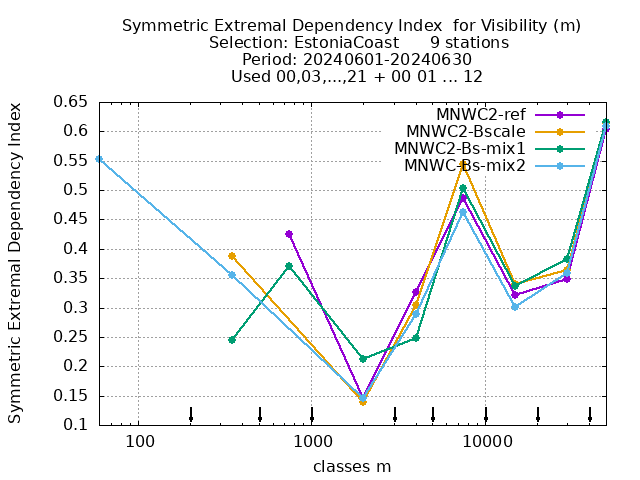 Symmetric Extremal Dependency Index  for Visibility (m)
Selection: EstoniaCoast      9 stations
Period: 20240601-20240630
Used 00,03,...,21 + 00 01 ... 12
Symmetric Extremal Dependency Index
0.65
0.6
0.55
0.5
0.45
0.4
0.35
0.3
0.25
0.2
0.15
0.1
MNWC2-ref
MNWC2-Bscale
MNWC2-Bs-mix1
MNWC-Bs-mix2
100
1000
10000
classes m